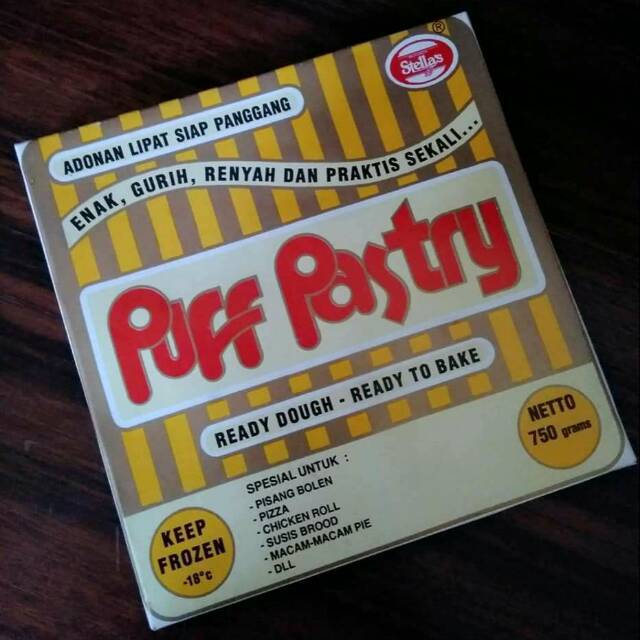 Stella's
®
ADONAN LIPAT SIAP PANGGANG
ENAK, GURIH, RENYAH DAN PRAKTIS SEKALI...
Puff Pastry
READY DOUGH - READY TO BAKE
NETTO
750 grams
SPESIAL UNTUK :
- PISANG BOLEN
- PIZZA
- CHICKEN ROLL
- SUSIS BROOD
- MACAM-MACAM PIE
- DLL
KEEP
FROZEN
-18°c